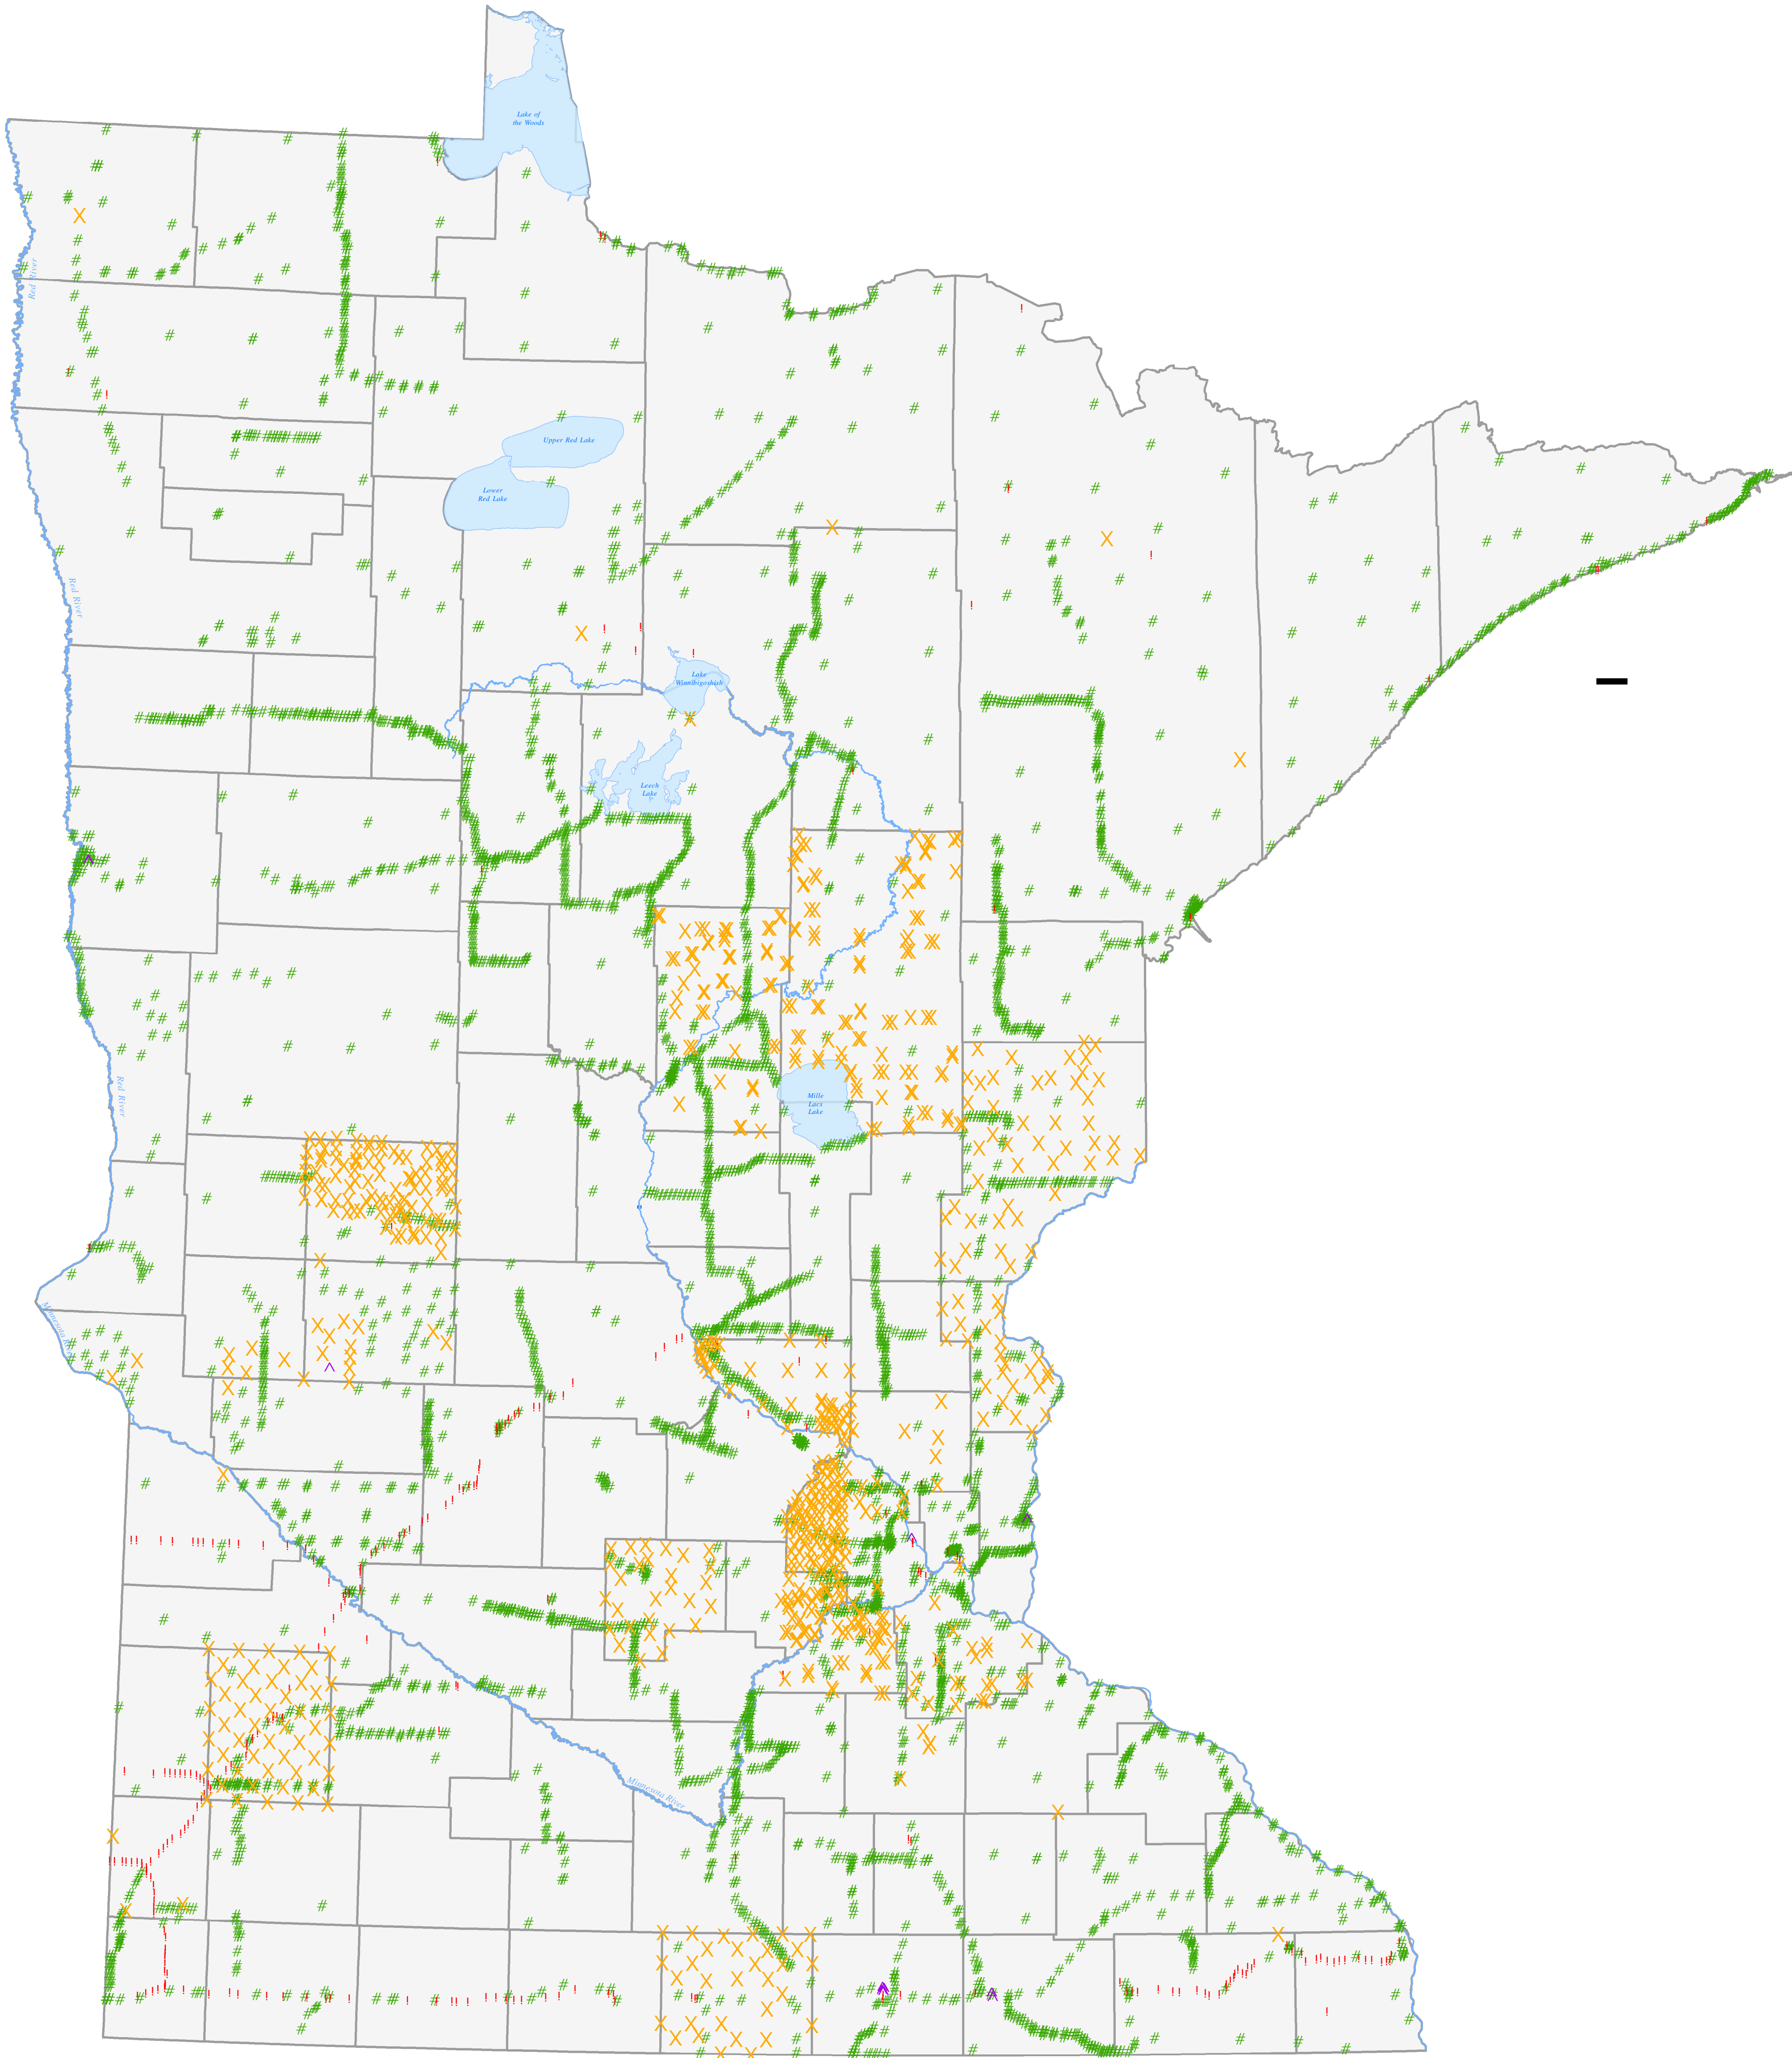 Lake of
the Woods
Red River
Upper Red Lake
Lower
Red Lake
Red River
Lake
Winnibigoshish
Leech
Lake
Red River
Mille
Lacs
Lake
Minnesota River
Minnesota River